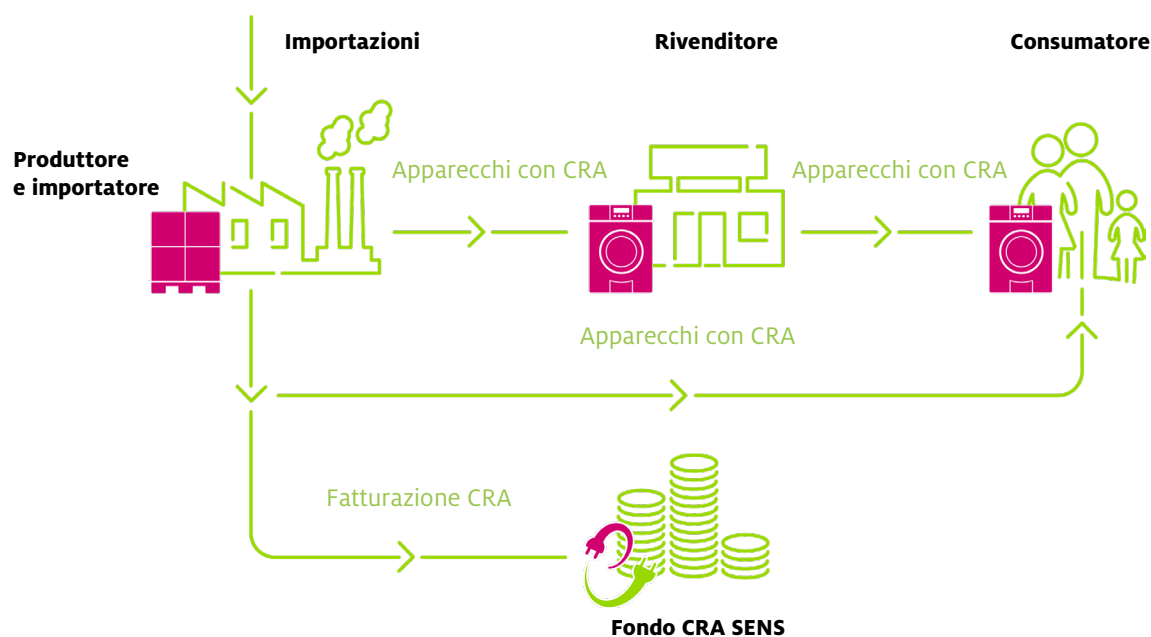 Importazioni
Rivenditore
Consumatore
Produttore
e importatore
Apparecchi con CRA
Apparecchi con CRA
Apparecchi con CRA
Fatturazione CRA
Fondo CRA SENS